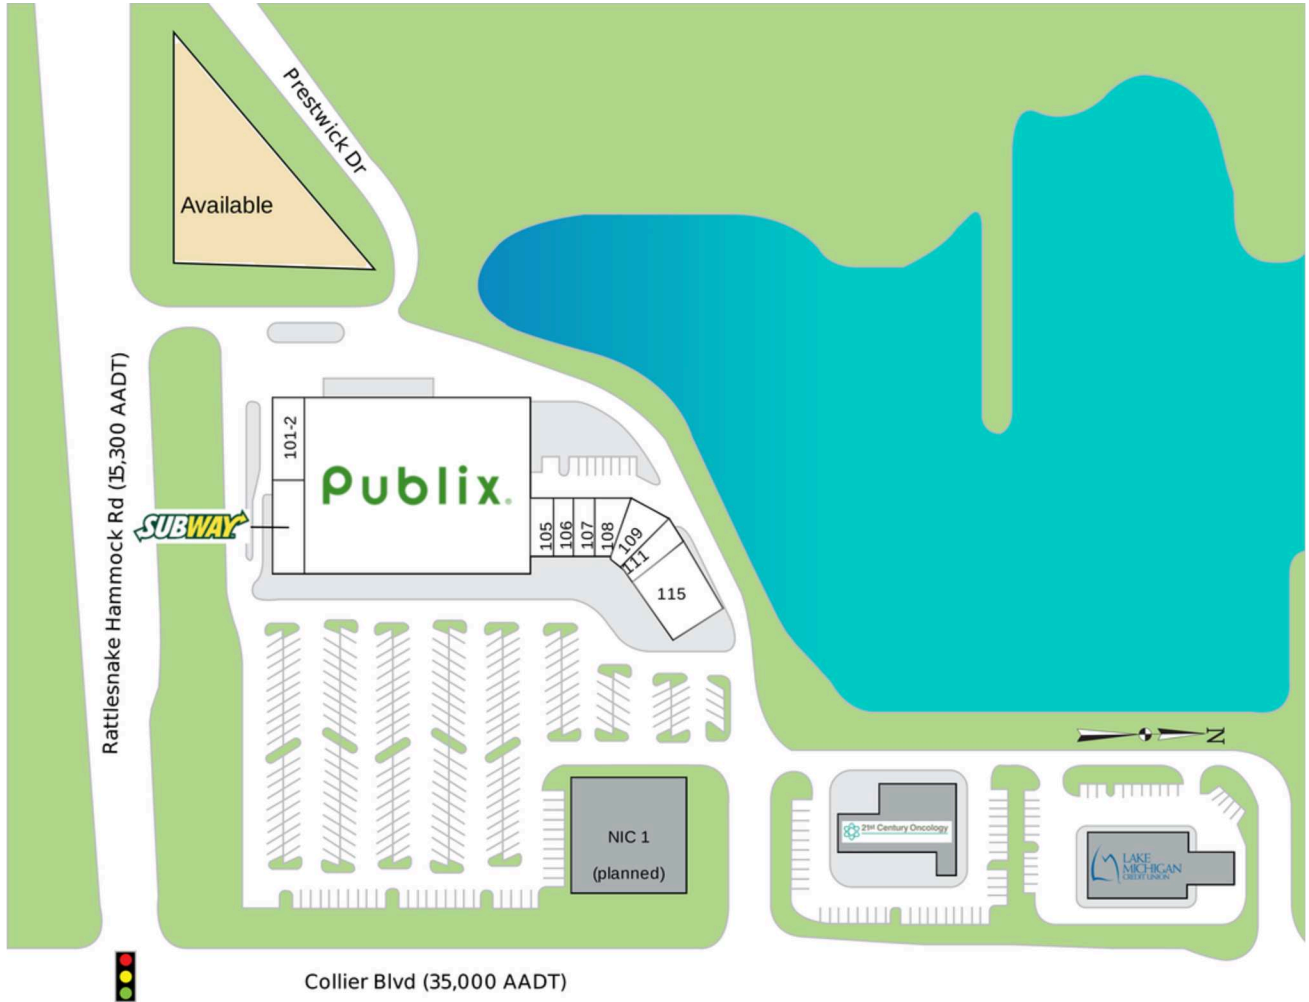 Prestwick Dr
Available
Rattlesnake Hammock Rd (15,300 AADT)
101-2
Publix.
SUBWAY
105
106
107
108
109
111
115
N
NIC 1
(planned)
21st Century Oncology
LAKE
MICHIGAN
CREDIT UNION
Collier Blvd (35,000 AADT)